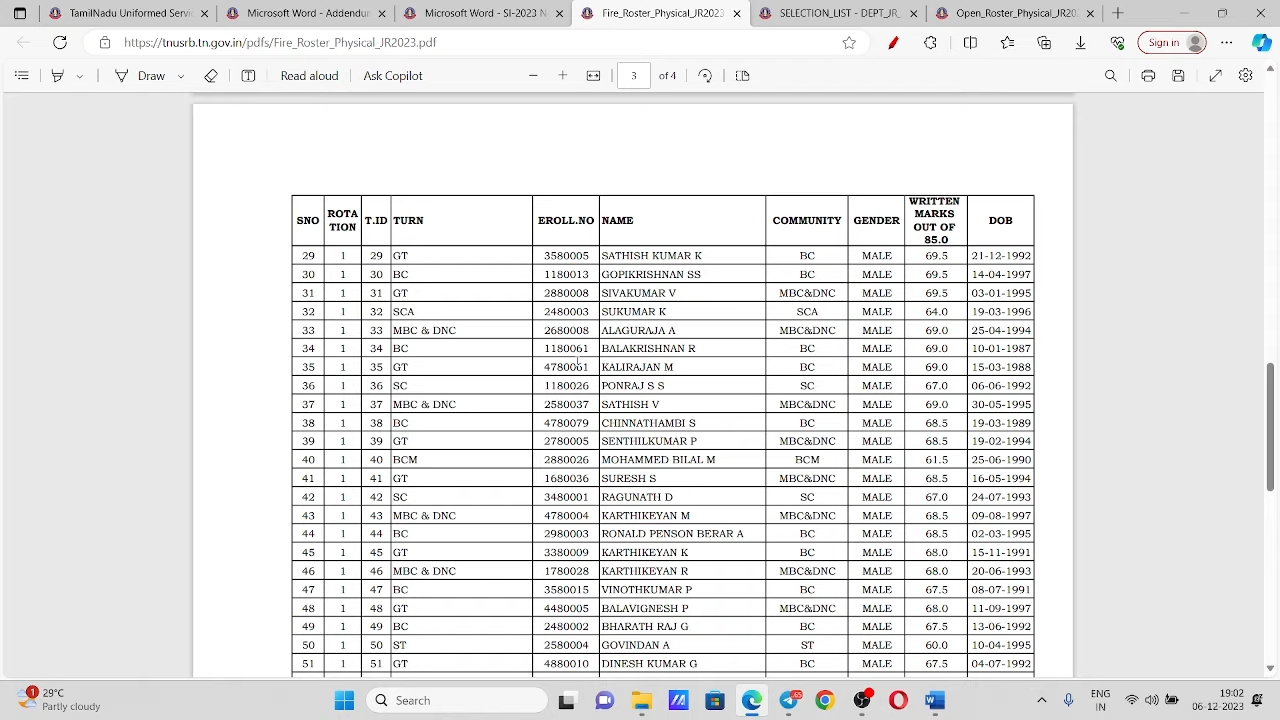 TamilNadu Uniformed Servic
Microsoft Word - Addendur
Microsoft Word - SI-2023 N
Fire_Roster_Physical_JR2023
SELECTION_LIST - DEPT_JR_
Open_Roster_Physical_JR202
https://tnusrb.tn.gov.in/pdfs/Fire_Roster_Physical_JR2023.pdf
Sign in
Draw
Read aloud
Ask Copilot
3 of 4
SNO ROTA TION T.ID TURN EROLL.NO NAME COMMUNITY GENDER WRITTEN MARKS OUT OF 85.0 DOB
29 1 29 GT 3580005 SATHISH KUMAR K BC MALE 69.5 21-12-1992
30 1 30 BC 1180013 GOPIKRISHNAN SS BC MALE 69.5 14-04-1997
31 1 31 GT 2880008 SIVAKUMAR V MBC&DNC MALE 69.5 03-01-1995
32 1 32 SCA 2480003 SUKUMAR K SCA MALE 64.0 19-03-1996
33 1 33 MBC & DNC 2680008 ALAGURAJA A MBC&DNC MALE 69.0 25-04-1994
34 1 34 BC 1180061 BALAKRISHNAN R BC MALE 69.0 10-01-1987
35 1 35 GT 4780061 KALIRAJAN M BC MALE 69.0 15-03-1988
36 1 36 SC 1180026 PONRAJ S S SC MALE 67.0 06-06-1992
37 1 37 MBC & DNC 2580037 SATHISH V MBC&DNC MALE 69.0 30-05-1995
38 1 38 BC 4780079 CHINNATHAMBI S BC MALE 68.5 19-03-1989
39 1 39 GT 2780005 SENTHILKUMAR P MBC&DNC MALE 68.5 19-02-1994
40 1 40 BCM 2880026 MOHAMMED BILAL M BCM MALE 61.5 25-06-1990
41 1 41 GT 1680036 SURESH S MBC&DNC MALE 68.5 16-05-1994
42 1 42 SC 3480001 RAGUNATH D SC MALE 67.0 24-07-1993
43 1 43 MBC & DNC 4780004 KARTHIKEYAN M MBC&DNC MALE 68.5 09-08-1997
44 1 44 BC 2980003 RONALD PENSON BERAR A BC MALE 68.5 02-03-1995
45 1 45 GT 3380009 KARTHIKEYAN K BC MALE 68.0 15-11-1991
46 1 46 MBC & DNC 1780028 KARTHIKEYAN R MBC&DNC MALE 68.0 20-06-1993
47 1 47 BC 3580015 VINOTHKUMAR P BC MALE 67.5 08-07-1991
48 1 48 GT 4480005 BALAVIGNESH P MBC&DNC MALE 68.0 11-09-1997
49 1 49 BC 2480002 BHARATH RAJ G BC MALE 67.5 13-06-1992
50 1 50 ST 2580004 GOVINDAN A ST MALE 60.0 10-04-1995
51 1 51 GT 4880010 DINESH KUMAR G BC MALE 67.5 04-07-1992
1
29°C
Partly cloudy
Search
ENG
IN
19:02
06-12-2023